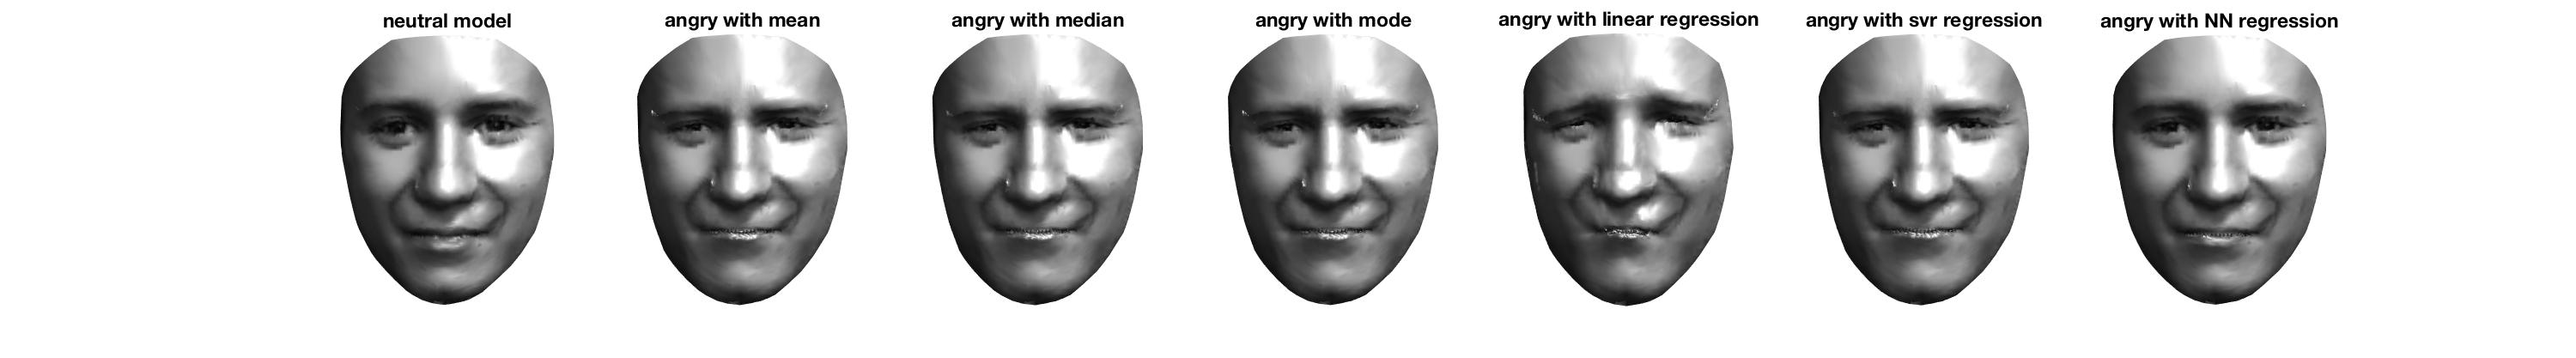 neutral model
angry with mean
angry with median
angry with mode
angry with linear regression
angry with svr regression
angry with NN regression